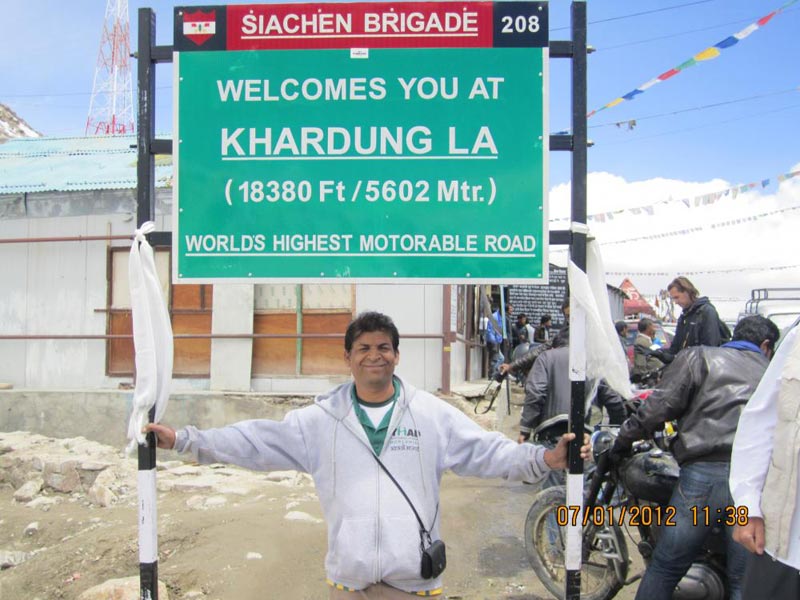 SIACHEN BRIGADE 208
WELCOMES YOU AT
KHARDUNG LA
(18380 Ft/5602 Mtr.)
WORLD'S HIGHEST MOTORABLE ROAD
07/01/2012 11:38